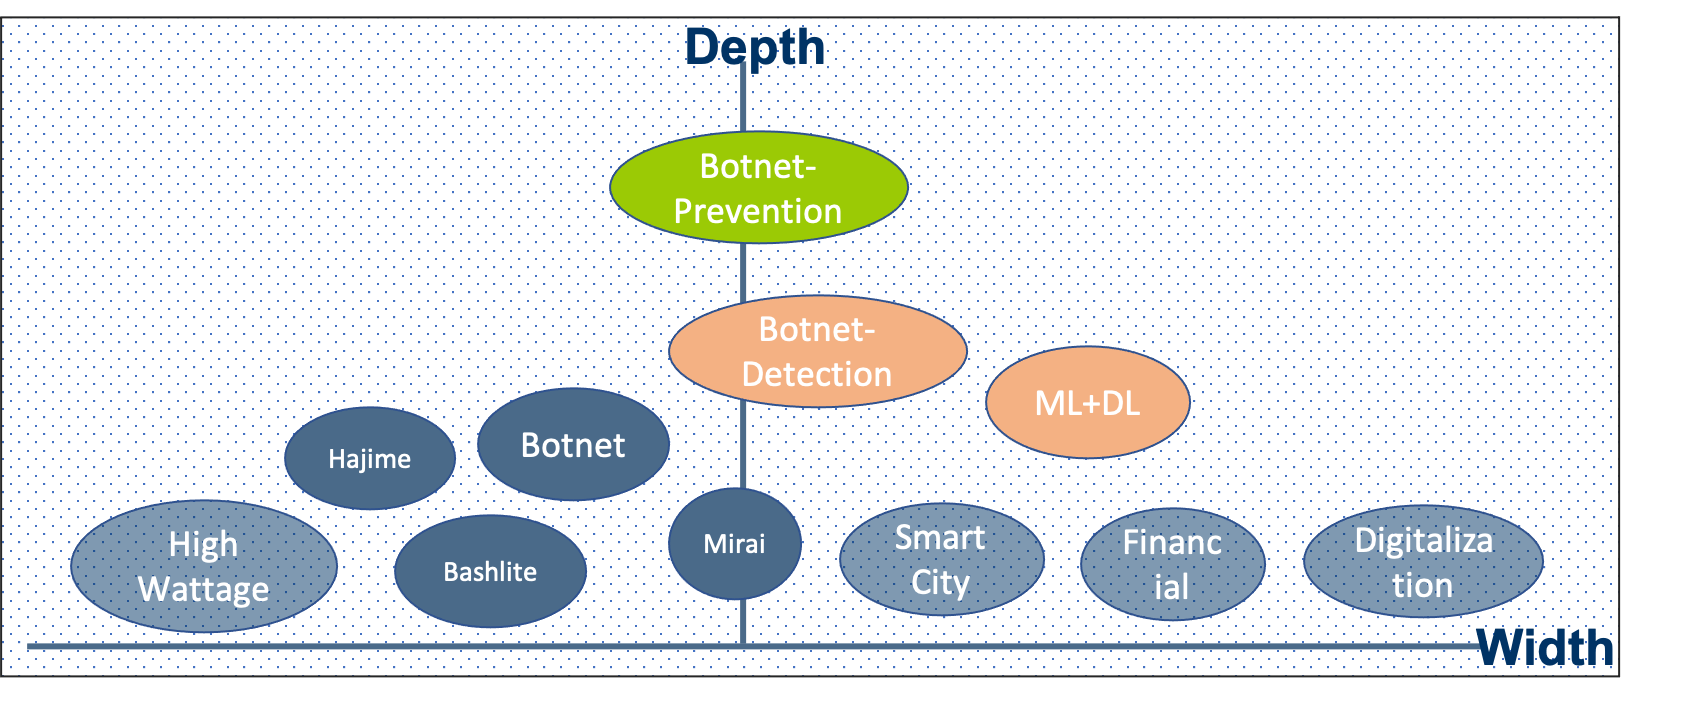 Depth
Botnet-
Prevention
Botnet-
Detection
ML+DL
Hajime
Botnet
High
Wattage
Bashlite
Mirai
Smart
City
Financ
ial
Digitaliza
tion
Width